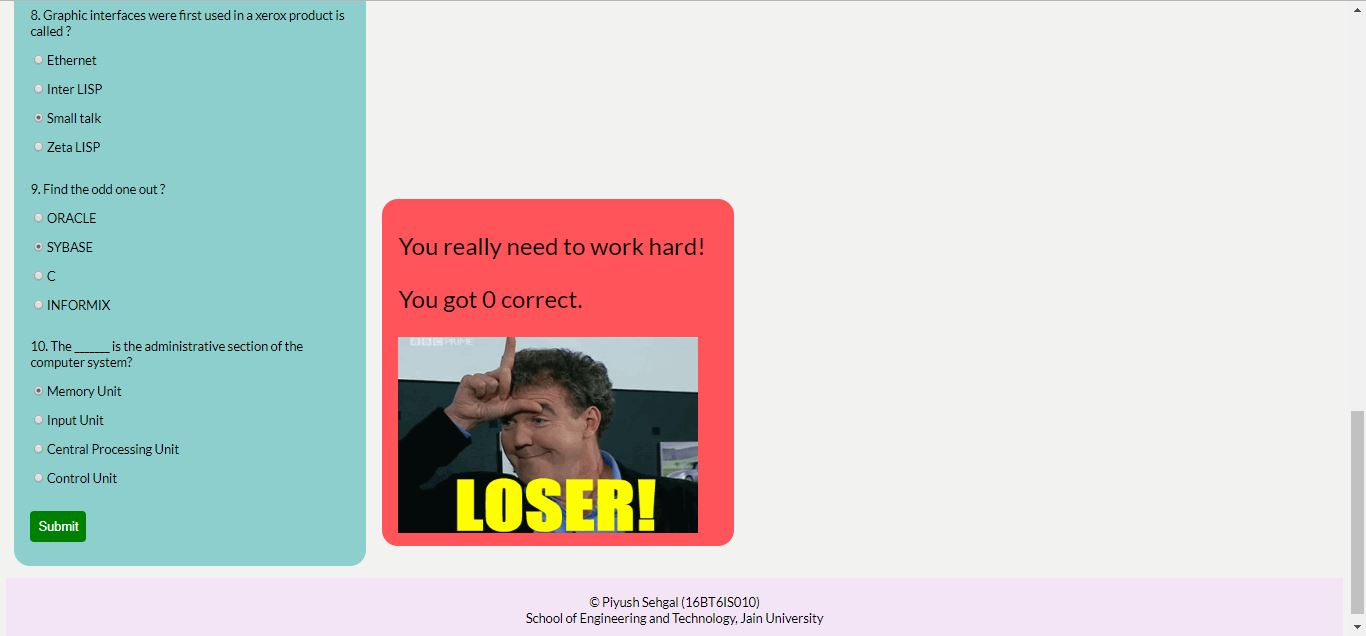 8. Graphic interfaces were first used in a xerox product is
called ?
Ethernet
Inter LISP
Small talk
Zeta LISP
9. Find the odd one out ?
ORACLE
SYBASE
C
INFORMIX
10. The _______ is the administrative section of the
computer system?
Memory Unit
Input Unit
Central Processing Unit
Control Unit
Submit
You really need to work hard!
You got 0 correct.
BBC PRIME
LOSER!
© Piyush Sehgal (16BT6IS010)
School of Engineering and Technology, Jain University